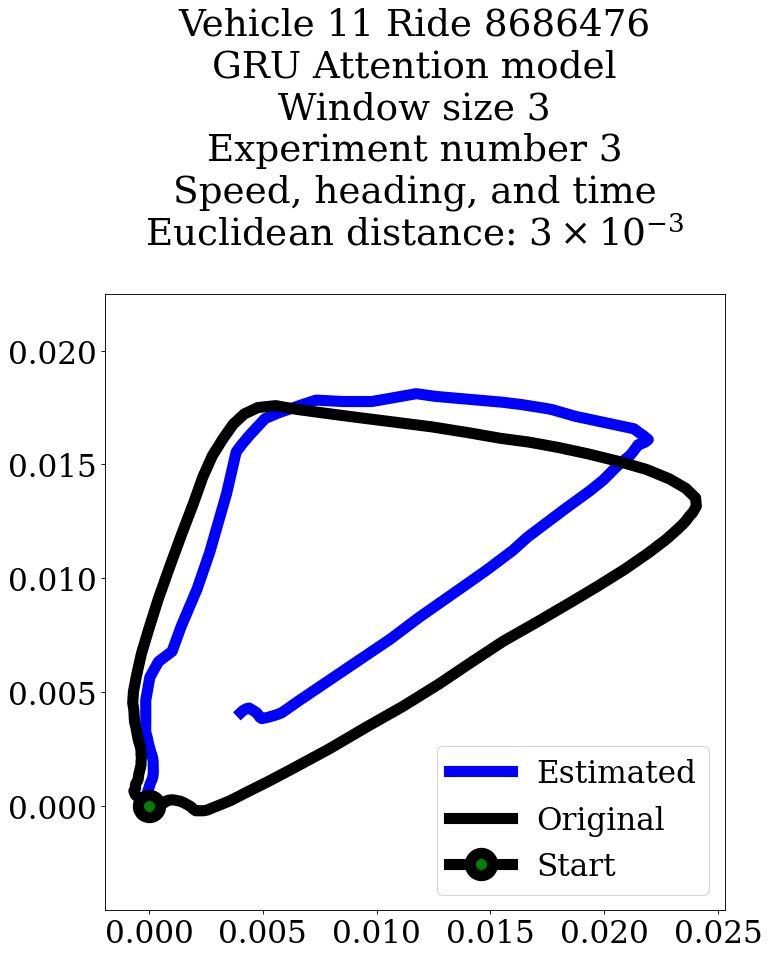 Vehicle 11 Ride 8686476
GRU Attention model
Window size 3
Experiment number 3
Speed, heading, and time
Euclidean distance: 3 × 10⁻³
0.020
0.015
0.010
0.005
0.000
Estimated
Original
Start
0.000 0.005 0.010 0.015 0.020 0.025